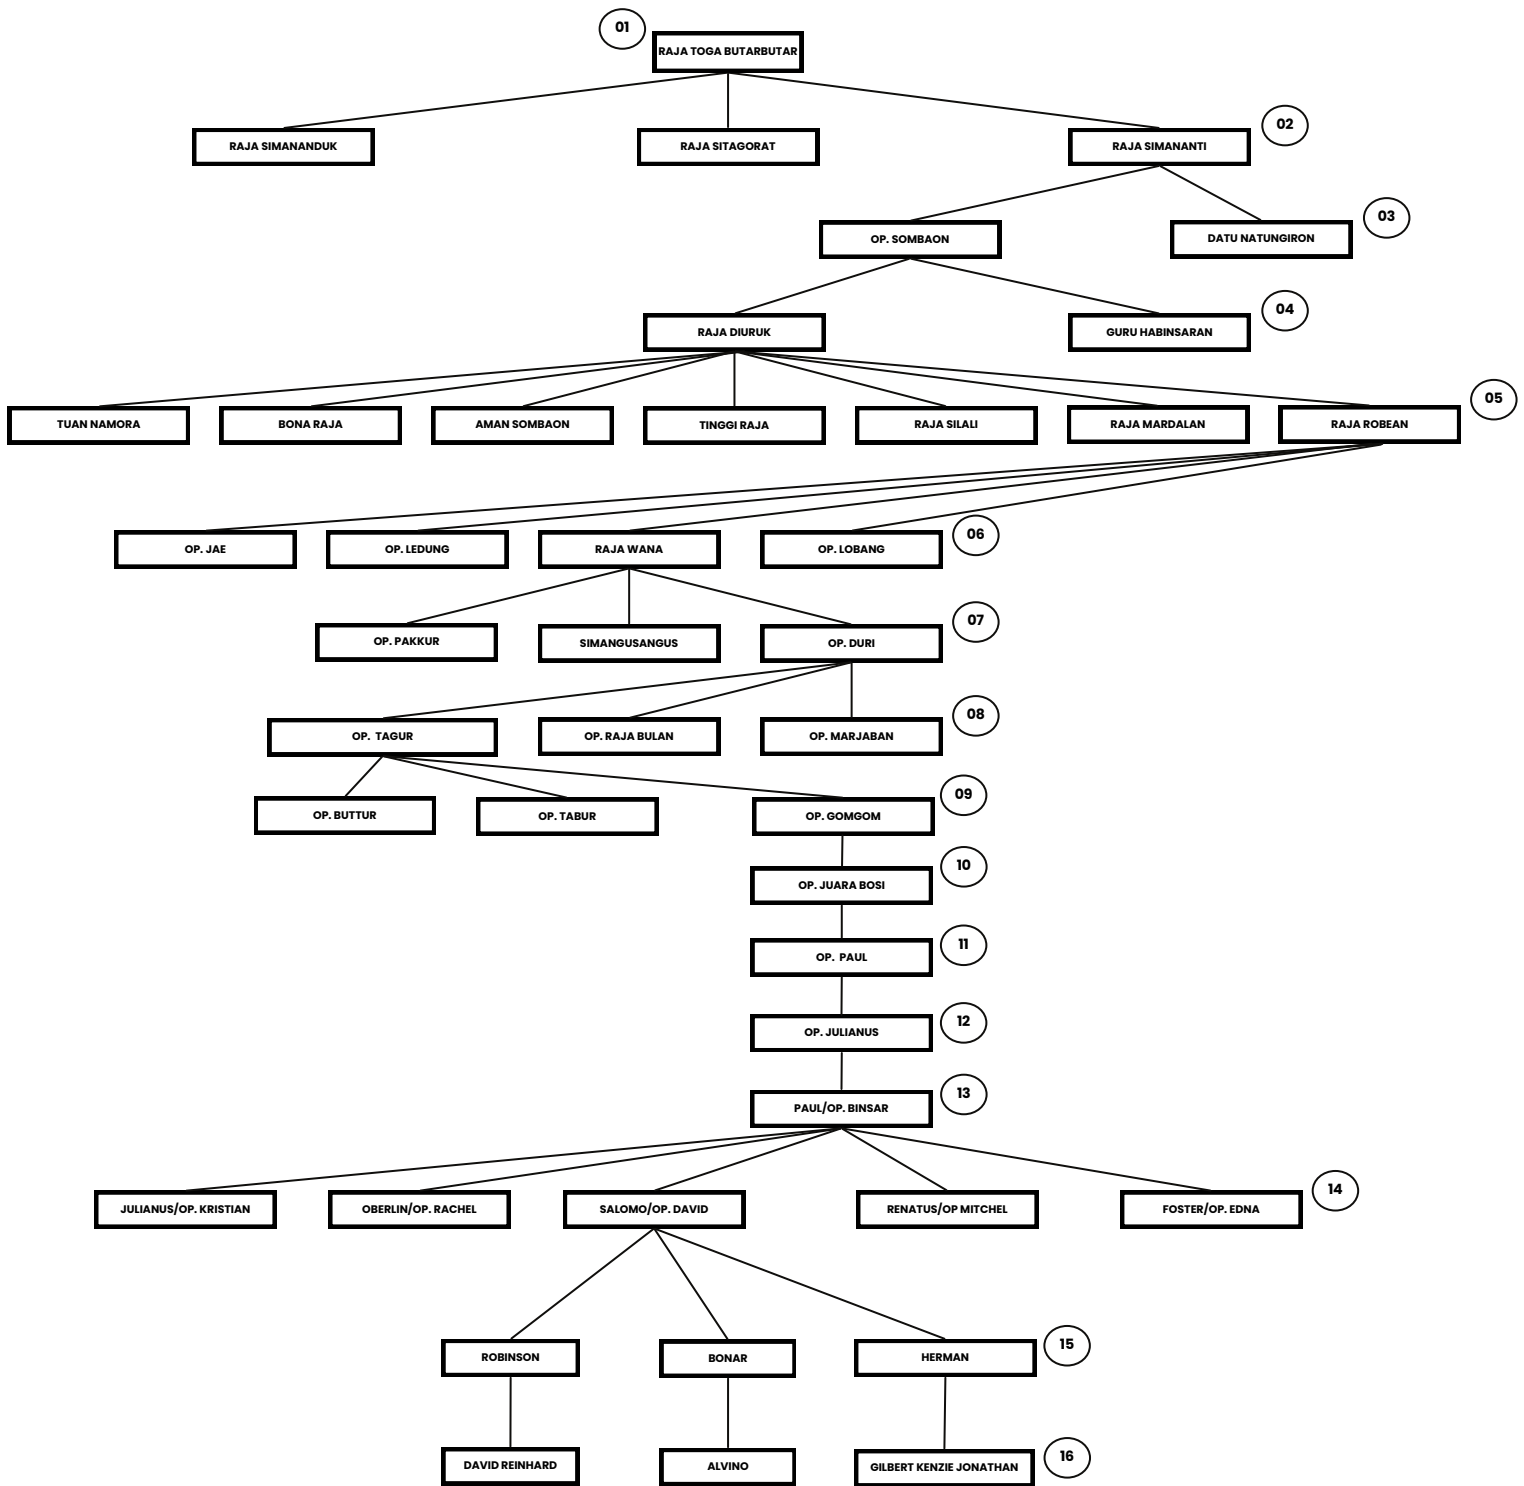 01
RAJA TOGA BUTARBUTAR
RAJA SIMANANDUK
RAJA SITAGORAT
RAJA SIMANANTI
02
OP. SOMBAON
DATU NATUNGIRON
03
RAJA DIURUK
GURU HABINSARAN
04
TUAN NAMORA
BONA RAJA
AMAN SOMBAON
TINGGI RAJA
RAJA SILALI
RAJA MARDALAN
RAJA ROBEAN
05
OP. JAE
OP. LEDUNG
RAJA WANA
OP. LOBANG
06
OP. PAKKUR
SIMANGUSANGUS
OP. DURI
07
OP. TAGUR
OP. RAJA BULAN
OP. MARJABAN
08
OP. BUTTUR
OP. TABUR
OP. GOMGOM
09
OP. JUARA BOSI
10
OP. PAUL
11
OP. JULIANUS
12
PAUL/OP. BINSAR
13
JULIANUS/OP. KRISTIAN
OBERLIN/OP. RACHEL
SALOMO/OP. DAVID
RENATUS/OP MITCHEL
FOSTER/OP. EDNA
14
ROBINSON
BONAR
HERMAN
15
DAVID REINHARD
ALVINO
GILBERT KENZIE JONATHAN
16